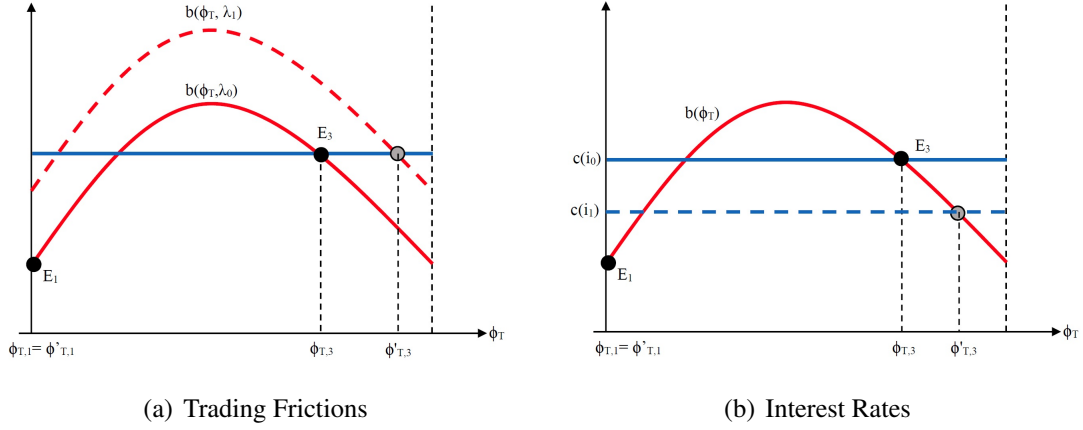 b(ϕT, λ1)
b(ϕT,λ0)
E3
E1
ϕT
ϕT,1= ϕ’T,1
ϕT,3
ϕ'T,3
(a) Trading Frictions
b(ϕT)
E3
c(i0)
c(i1)
E1
ϕT
ϕT,1= ϕ’T,1
ϕT,3
ϕ'T,3
(b) Interest Rates